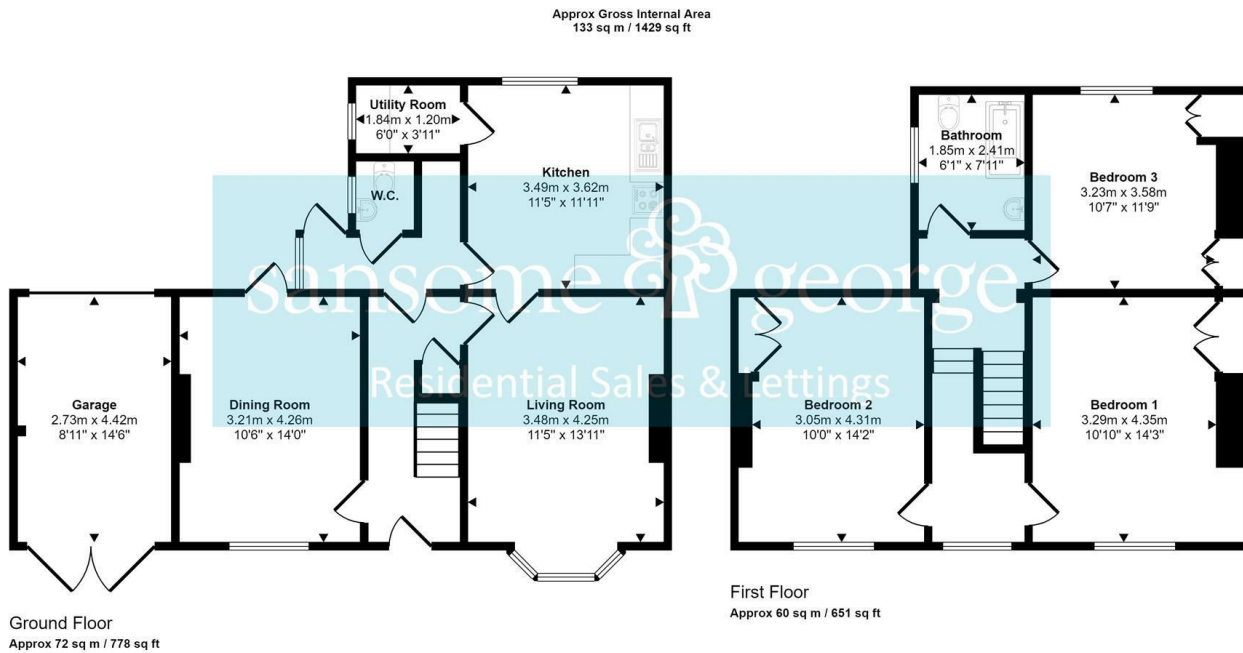 Approx Gross Internal Area
133 sq m / 1429 sq ft
Utility Room
1.84m x 1.20m
6'0" x 3'11"
W.C.
Kitchen
3.49m x 3.62m
11'5" x 11'11"
Bathroom
1.85m x 2.41m
6'1" x 7'11"
Bedroom 3
3.23m x 3.58m
10'7" x 11'9"
sansome george
Residential Sales & Lettings
Garage
2.73m x 4.42m
8'11" x 14'6"
Dining Room
3.21m x 4.26m
10'6" x 14'0"
Living Room
3.48m x 4.25m
11'5" x 13'11"
Bedroom 2
3.05m x 4.31m
10'0" x 14'2"
Bedroom 1
3.29m x 4.35m
10'10" x 14'3"
Ground Floor
Approx 72 sq m / 778 sq ft
First Floor
Approx 60 sq m / 651 sq ft